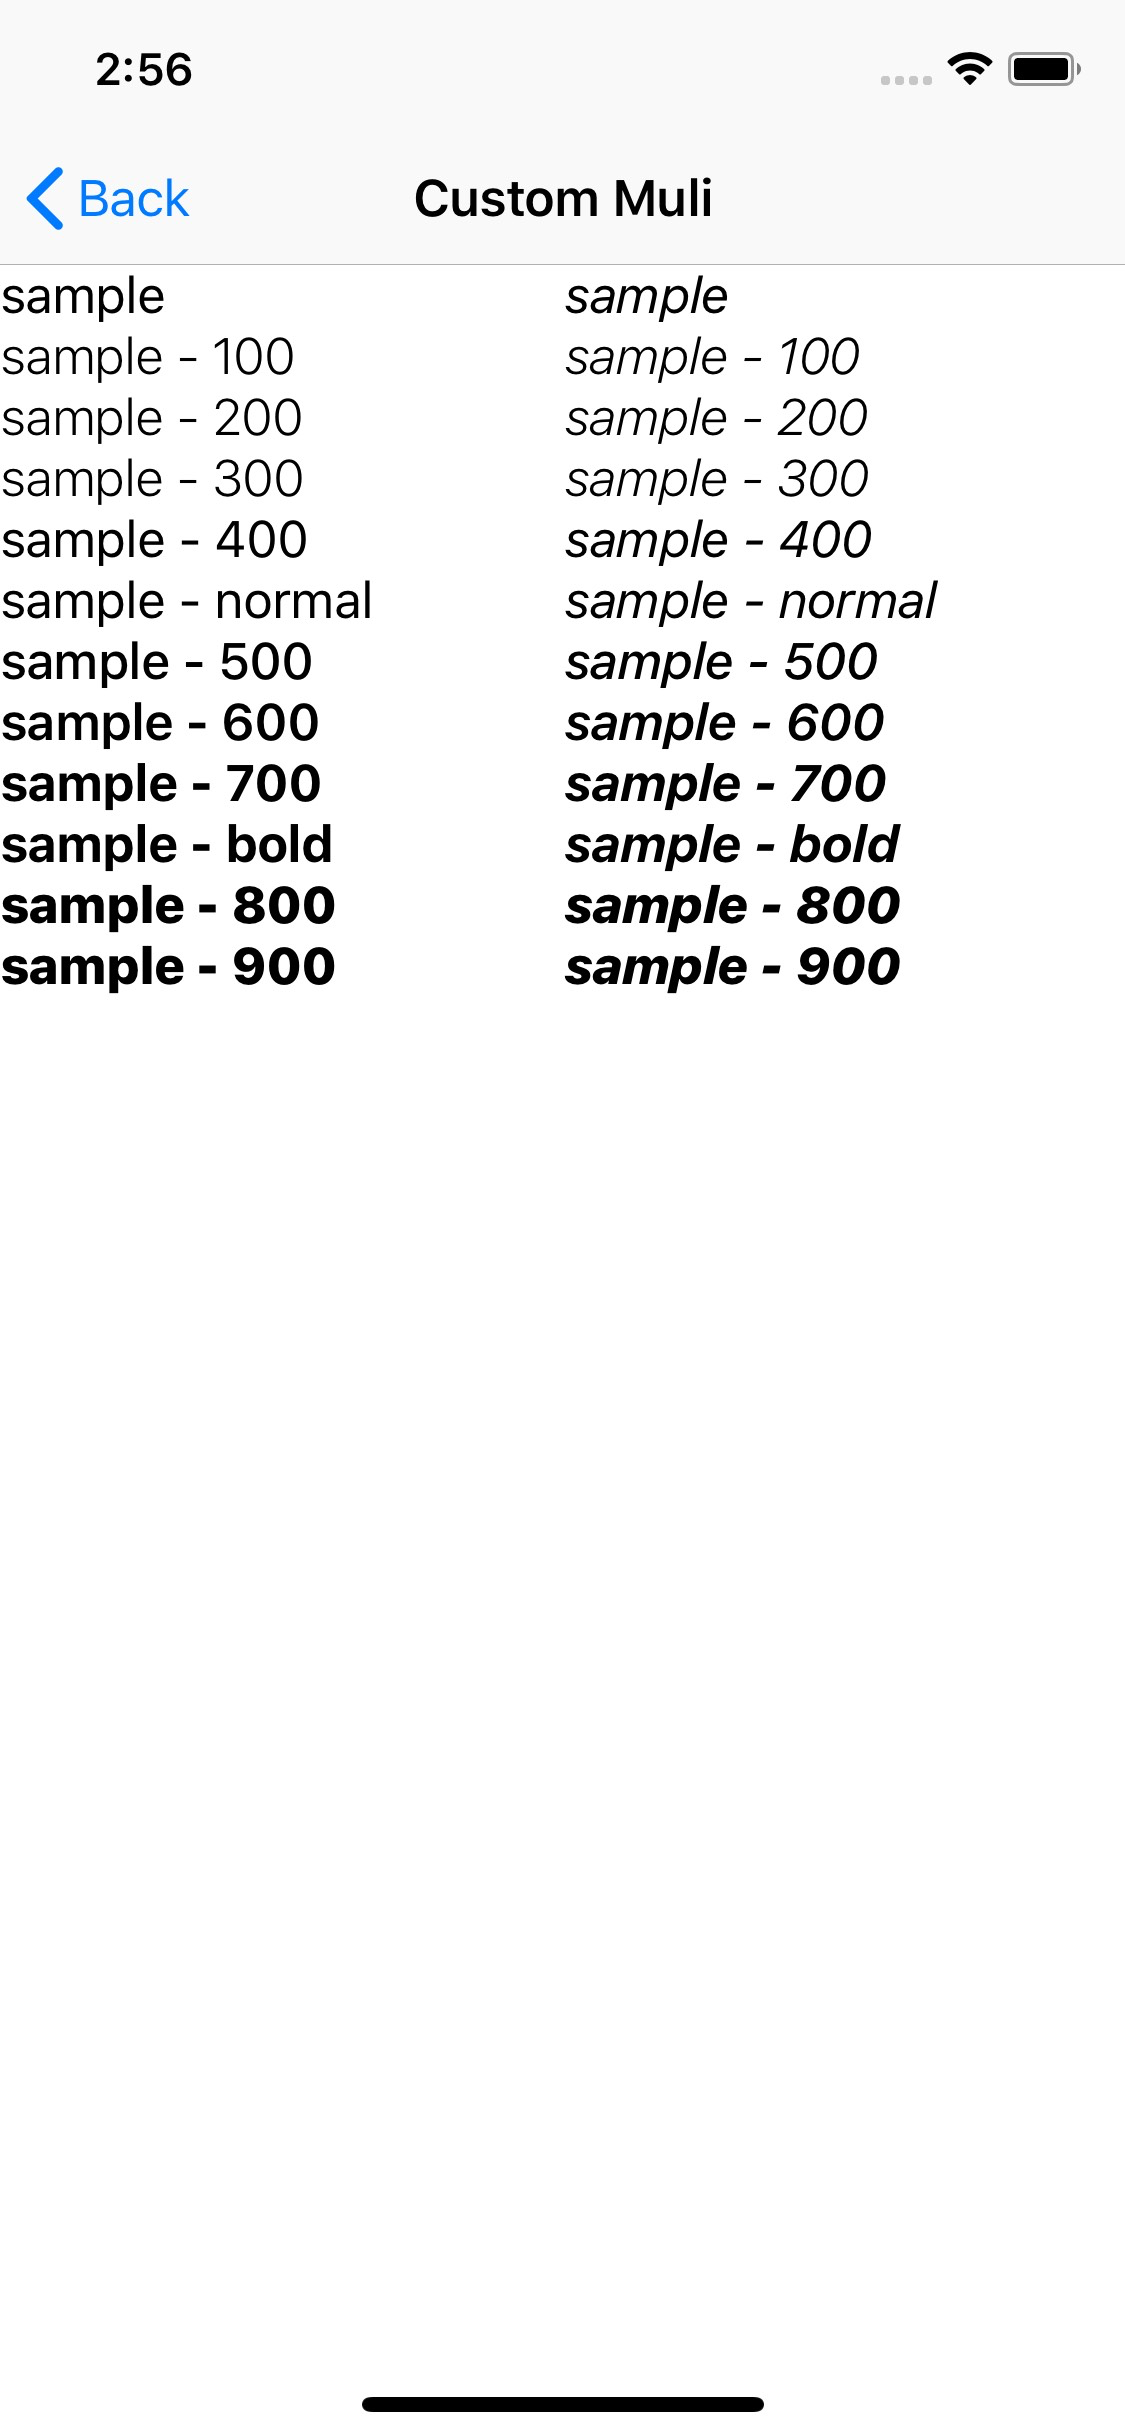 2:56
Back Custom Muli
sample sample
sample - 100 sample - 100
sample - 200 sample - 200
sample - 300 sample - 300
sample - 400 sample - 400
sample - normal sample - normal
sample - 500 sample - 500
sample - 600 sample - 600
sample - 700 sample - 700
sample - bold sample - bold
sample - 800 sample - 800
sample - 900 sample - 900